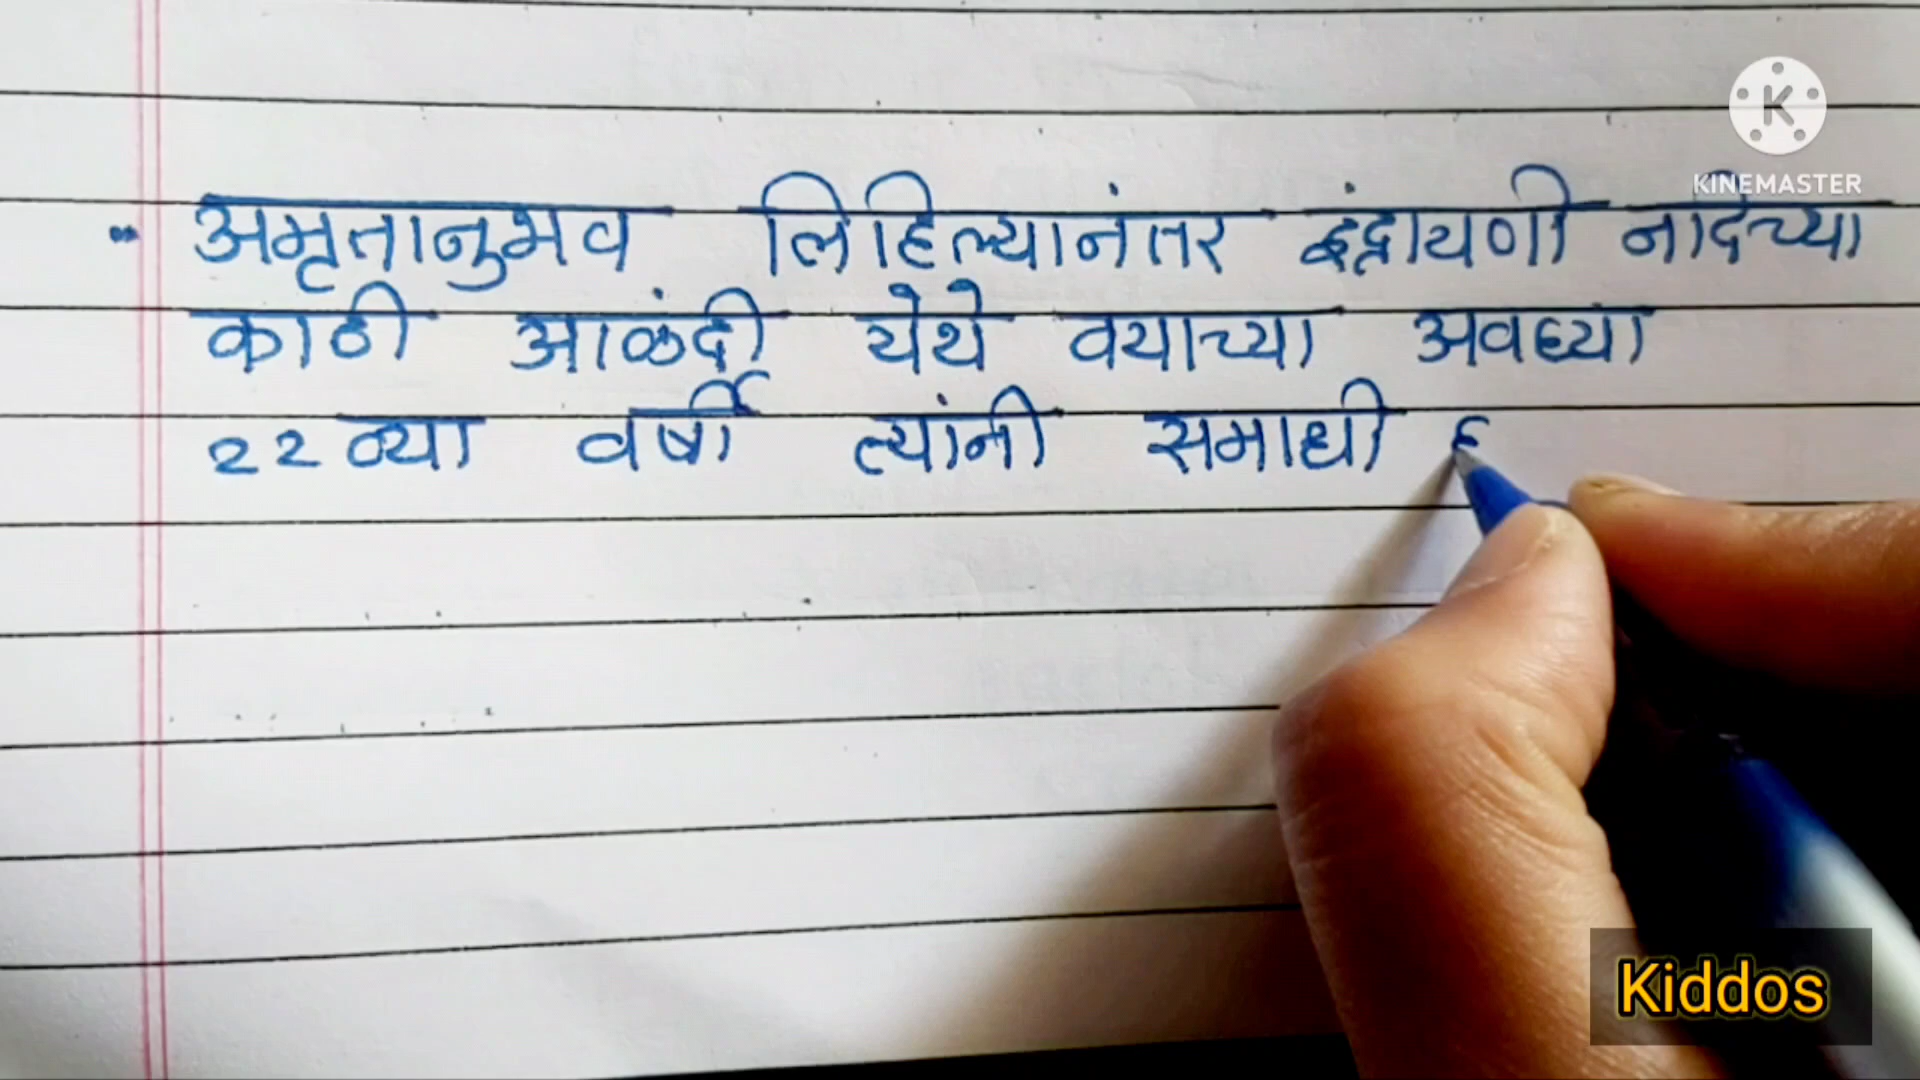 KINEMASTER
अमृतानुभव लिहिल्यानंतर इंद्रायणी नदिच्या
काठी आळंदी येथे वयाच्या अवघ्या
२२व्या वर्षी त्यांनी समाधी
Kiddos